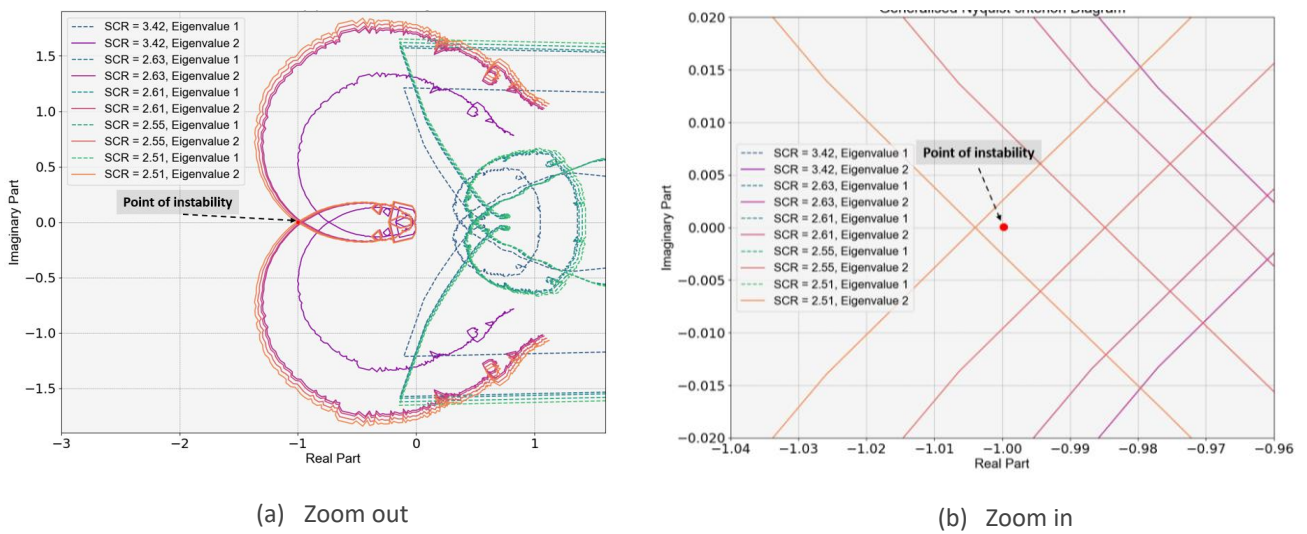 SCR = 3.42, Eigenvalue 1
SCR = 3.42, Eigenvalue 2
SCR = 2.63, Eigenvalue 1
SCR = 2.63, Eigenvalue 2
SCR = 2.61, Eigenvalue 1
SCR = 2.61, Eigenvalue 2
SCR = 2.55, Eigenvalue 1
SCR = 2.55, Eigenvalue 2
SCR = 2.51, Eigenvalue 1
SCR = 2.51, Eigenvalue 2
Point of instability
Imaginary Part
1.5
1.0
0.5
0.0
−0.5
−1.0
−1.5
−3
−2
−1
0
1
Real Part
(a) Zoom out
Generalised Nyquist criterion Diagram
SCR = 3.42, Eigenvalue 1
SCR = 3.42, Eigenvalue 2
SCR = 2.63, Eigenvalue 1
SCR = 2.63, Eigenvalue 2
SCR = 2.61, Eigenvalue 1
SCR = 2.61, Eigenvalue 2
SCR = 2.55, Eigenvalue 1
SCR = 2.55, Eigenvalue 2
SCR = 2.51, Eigenvalue 1
SCR = 2.51, Eigenvalue 2
Point of instability
Imaginary Part
0.020
0.015
0.010
0.005
0.000
−0.005
−0.010
−0.015
−0.020
−1.04
−1.03
−1.02
−1.01
−1.00
−0.99
−0.98
−0.97
−0.96
Real Part
(b) Zoom in